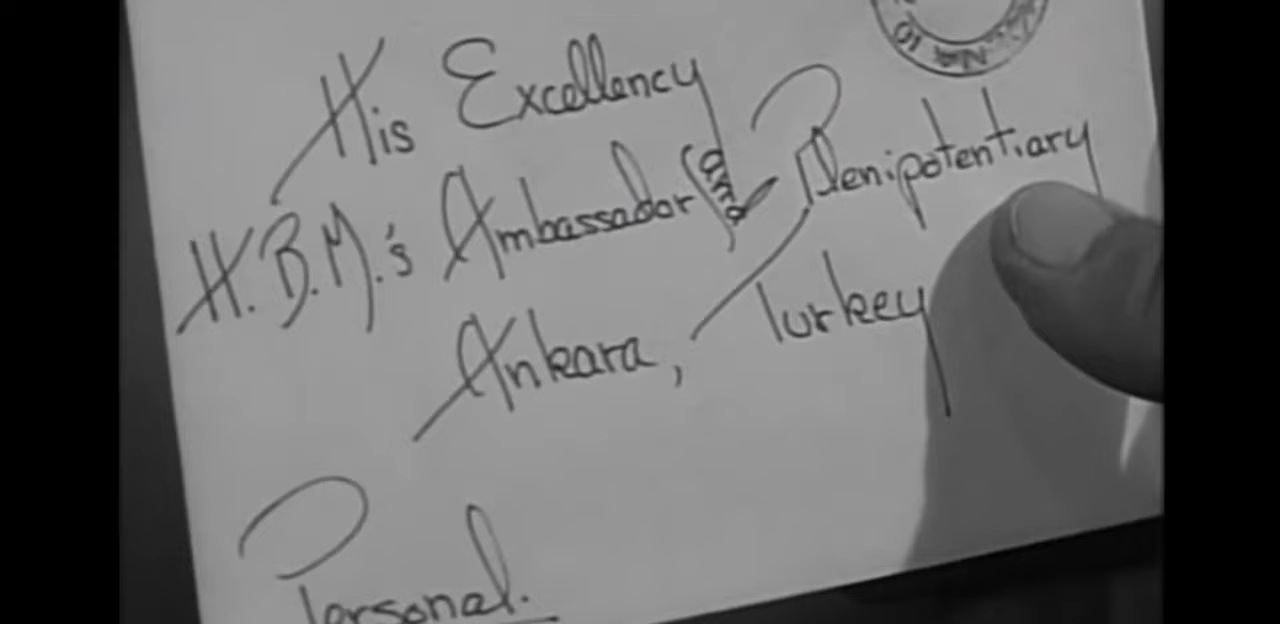 His Excellency
H.B.M.'s Ambassador and Plenipotentiary
Ankara, Turkey
Personal.